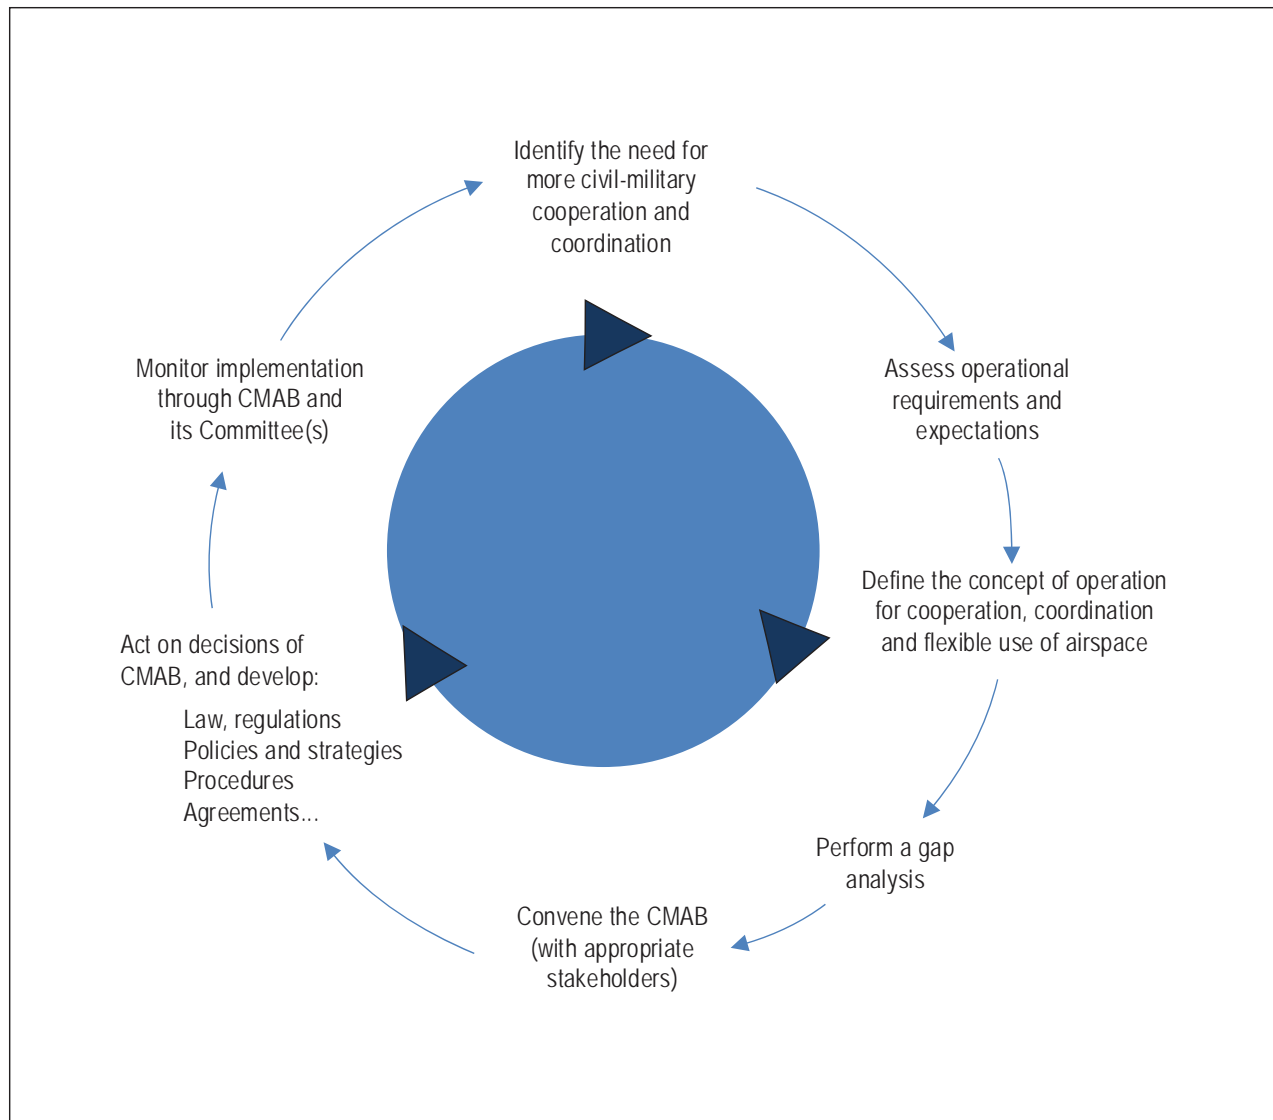 Identify the need for
more civil-military
cooperation and
coordination
Assess operational
requirements and
expectations
Define the concept of operation
for cooperation, coordination
and flexible use of airspace
Perform a gap
analysis
Convene the CMAB
(with appropriate
stakeholders)
Act on decisions of
CMAB, and develop:
Law, regulations
Policies and strategies
Procedures
Agreements...
Monitor implementation
through CMAB and
its Committee(s)